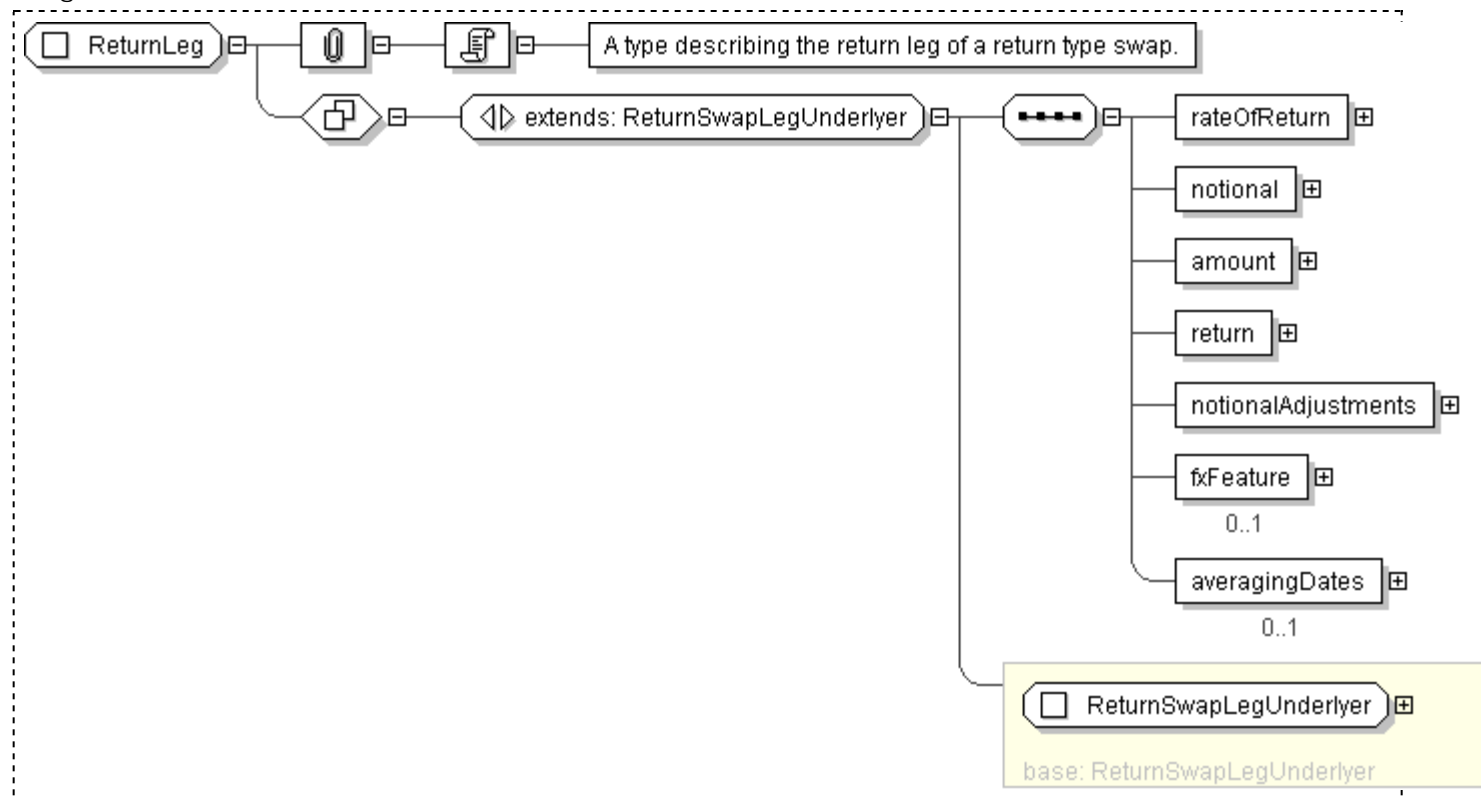 ReturnLeg
A type describing the return leg of a return type swap.
extends: ReturnSwapLegUnderlyer
rateOfReturn
notional
amount
return
notionalAdjustments
fxFeature
0..1
averagingDates
0..1
ReturnSwapLegUnderlyer
base: ReturnSwapLegUnderlyer